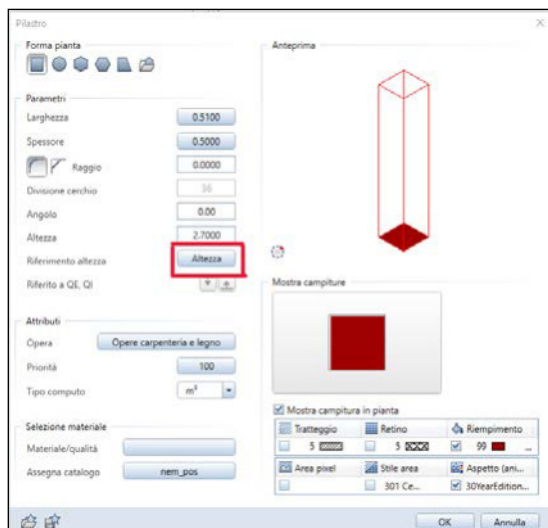 Pilastro
Forma pianta
Anteprima
Parametri
Larghezza 0.5100
Spessore 0.5000
Raggio 0.0000
Divisione cerchio 36
Angolo 0.00
Altezza 2.7000
Riferimento altezza Altezza
Riferito a QE, QI
Mostra campiture
Attributi
Opera Opere carpenteria e legno
Priorità 100
Tipo computo m³
Mostra campitura in pianta
Tratteggio Retino Riempimento
5 5 99 ...
Area pixel Stile area Aspetto (ani...
301 Ce... 30YearEdition...
Selezione materiale
Materiale/qualità
Assegna catalogo nem_pos
OK Annulla